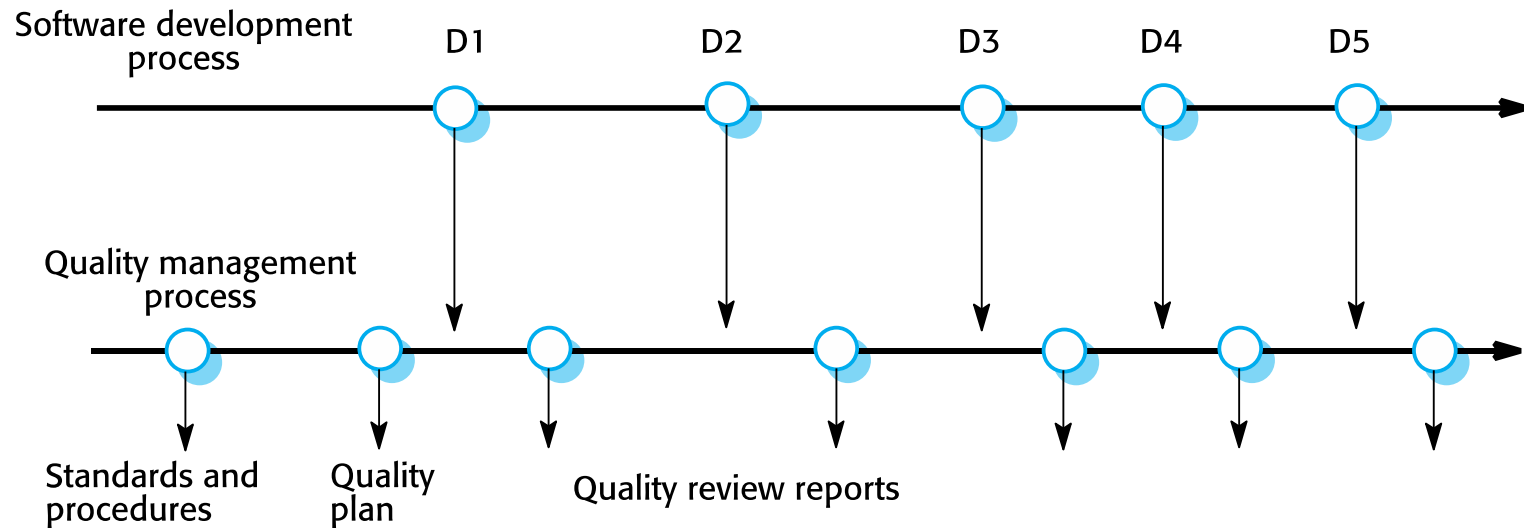 Software development
process
D1
D2
D3
D4
D5
Quality management
process
Standards and
procedures
Quality
plan
Quality review reports